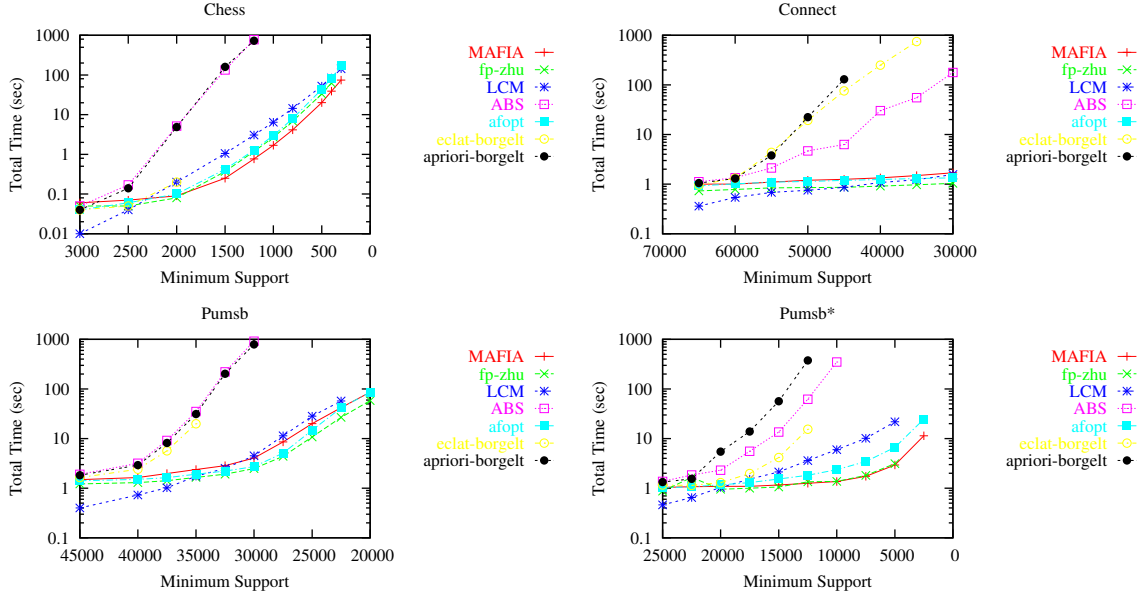 Chess
1000
100
10
1
0.1
0.01
Total Time (sec)
3000 2500 2000 1500 1000 500 0
Minimum Support
MAFIA
fp-zhu
LCM
ABS
afopt
eclat-borgelt
apriori-borgelt
Connect
1000
100
10
1
0.1
Total Time (sec)
70000 60000 50000 40000 30000
Minimum Support
MAFIA
fp-zhu
LCM
ABS
afopt
eclat-borgelt
apriori-borgelt
Pumsb
1000
100
10
1
0.1
Total Time (sec)
45000 40000 35000 30000 25000 20000
Minimum Support
MAFIA
fp-zhu
LCM
ABS
afopt
eclat-borgelt
apriori-borgelt
Pumsb*
1000
100
10
1
0.1
Total Time (sec)
25000 20000 15000 10000 5000 0
Minimum Support
MAFIA
fp-zhu
LCM
ABS
afopt
eclat-borgelt
apriori-borgelt